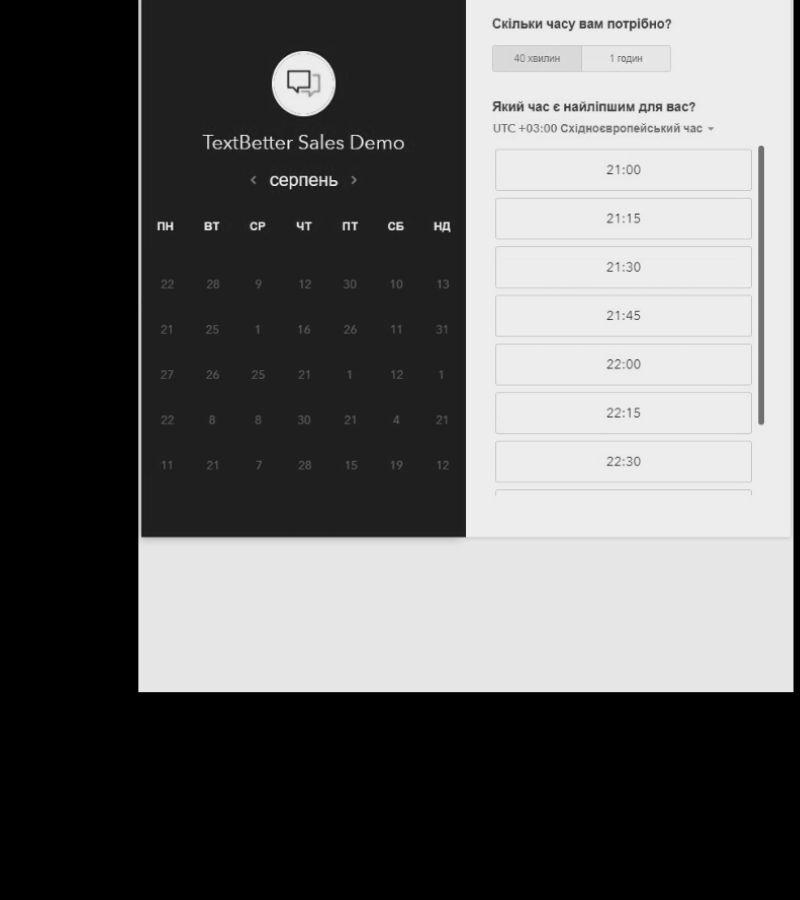 TextBetter Sales Demo
< серпень >
ПН ВТ СР ЧТ ПТ СБ НД
22 28 9 12 30 10 13
21 25 1 16 26 11 31
27 26 25 21 1 12 1
22 8 8 30 21 4 21
11 21 7 28 15 19 12
Скільки часу вам потрібно?
40 хвилин 1 годин
Який час є найліпшим для вас?
UTC +03:00 Східноєвропейський час
21:00
21:15
21:30
21:45
22:00
22:15
22:30